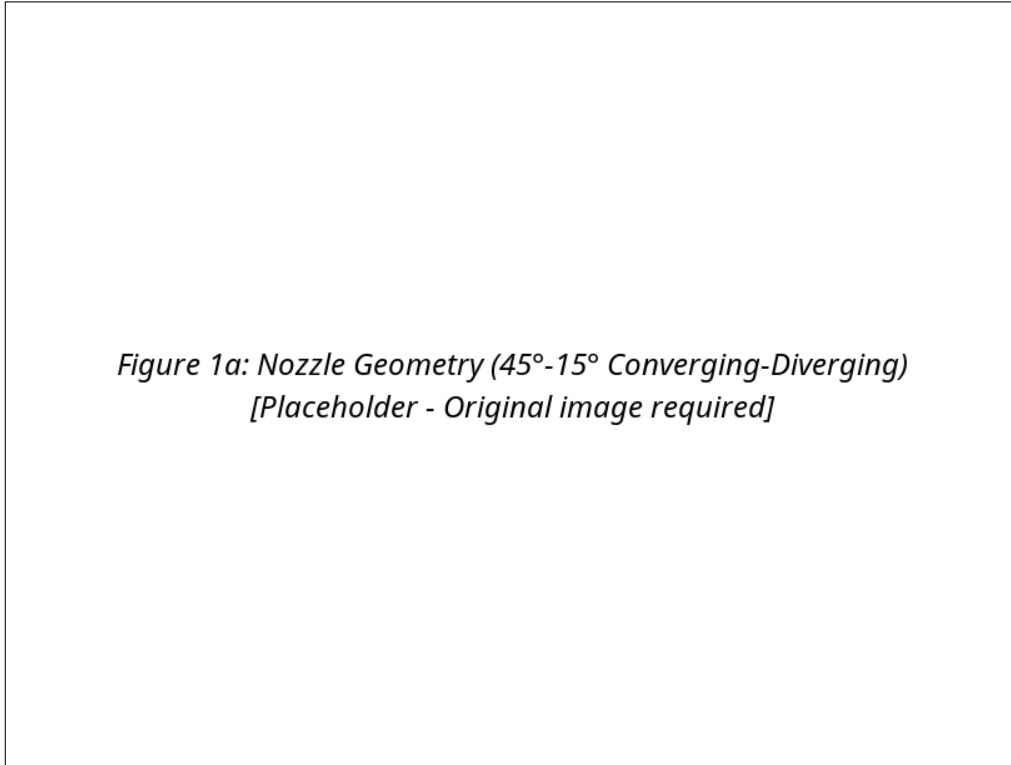 Figure 1a: Nozzle Geometry (45°-15° Converging-Diverging)
[Placeholder - Original image required]